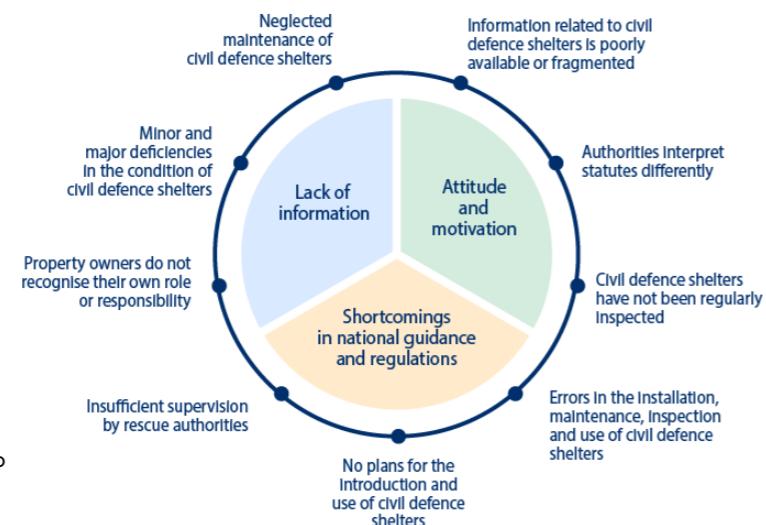 Neglected
maintenance of
civil defence shelters
Information related to civil
defence shelters is poorly
available or fragmented
Minor and
major deficiencies
in the condition of
civil defence shelters
Authorities interpret
statutes differently
Lack of
information
Attitude
and
motivation
Property owners do not
recognise their own role
or responsibility
Civil defence shelters
have not been regularly
inspected
Shortcomings
in national guidance
and regulations
Insufficient supervision
by rescue authorities
Errors in the installation,
maintenance, inspection
and use of civil defence
shelters
No plans for the
introduction and
use of civil defence
shelters